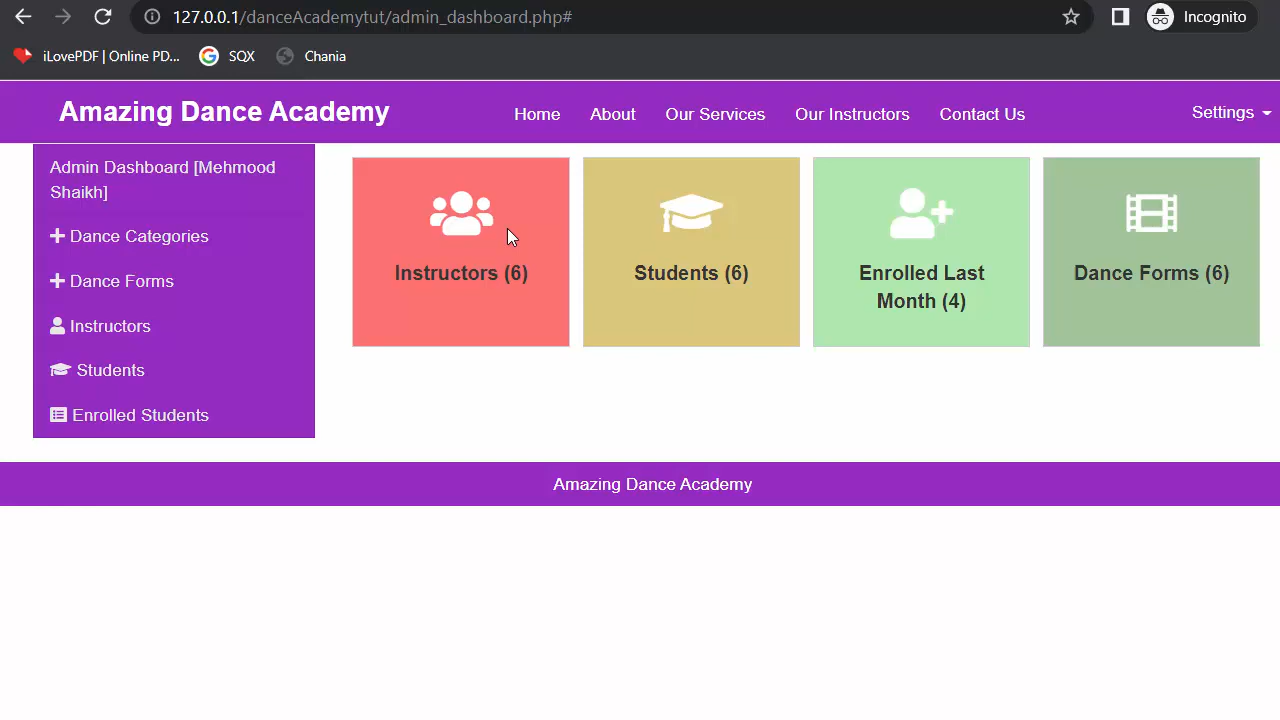 127.0.0.1/danceAcademytut/admin_dashboard.php#
Incognito
iLovePDF | Online PD...
SQX
Chania
Amazing Dance Academy
Home
About
Our Services
Our Instructors
Contact Us
Settings
Admin Dashboard [Mehmood
Shaikh]
Dance Categories
Dance Forms
Instructors
Students
Enrolled Students
Instructors (6)
Students (6)
Enrolled Last
Month (4)
Dance Forms (6)
Amazing Dance Academy